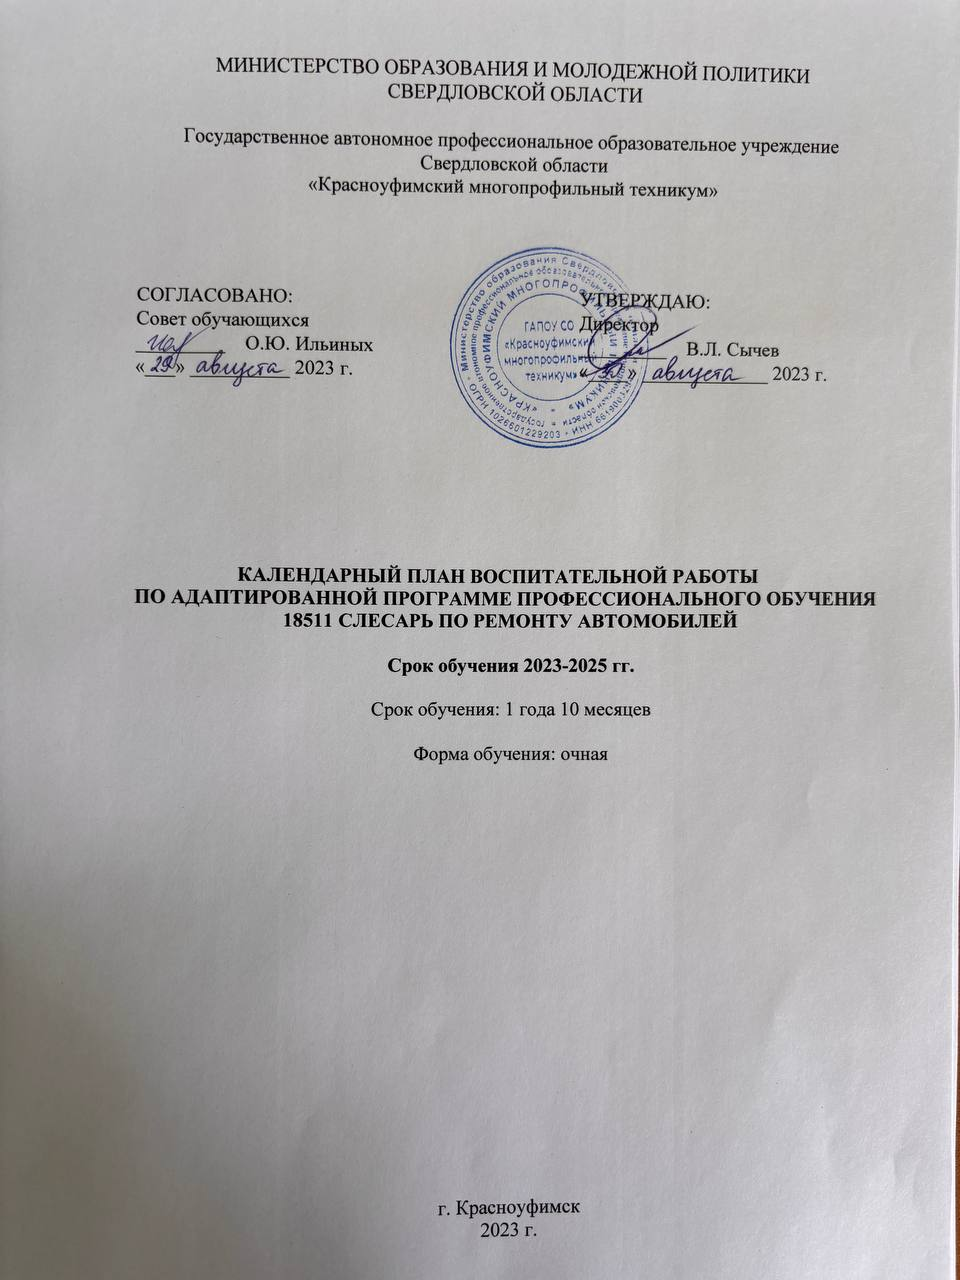 МИНИСТЕРСТВО ОБРАЗОВАНИЯ И МОЛОДЕЖНОЙ ПОЛИТИКИ
СВЕРДЛОВСКОЙ ОБЛАСТИ
Государственное автономное профессиональное образовательное учреждение
Свердловской области
«Красноуфимский многопрофильный техникум»
СОГЛАСОВАНО:
Совет обучающихся
О.Ю. Ильиных
«29» августа 2023 г.
УТВЕРЖДАЮ:
Директор
В.Л. Сычев
« » августа 2023 г.
ГАПОУ СО
«Красноуфимский
многопрофильный
техникум»
ОГРН 1026601229203 • ИНН
КАЛЕНДАРНЫЙ ПЛАН ВОСПИТАТЕЛЬНОЙ РАБОТЫ
ПО АДАПТИРОВАННОЙ ПРОГРАММЕ ПРОФЕССИОНАЛЬНОГО ОБУЧЕНИЯ
18511 СЛЕСАРЬ ПО РЕМОНТУ АВТОМОБИЛЕЙ
Срок обучения 2023-2025 гг.
Срок обучения: 1 года 10 месяцев
Форма обучения: очная
г. Красноуфимск
2023 г.